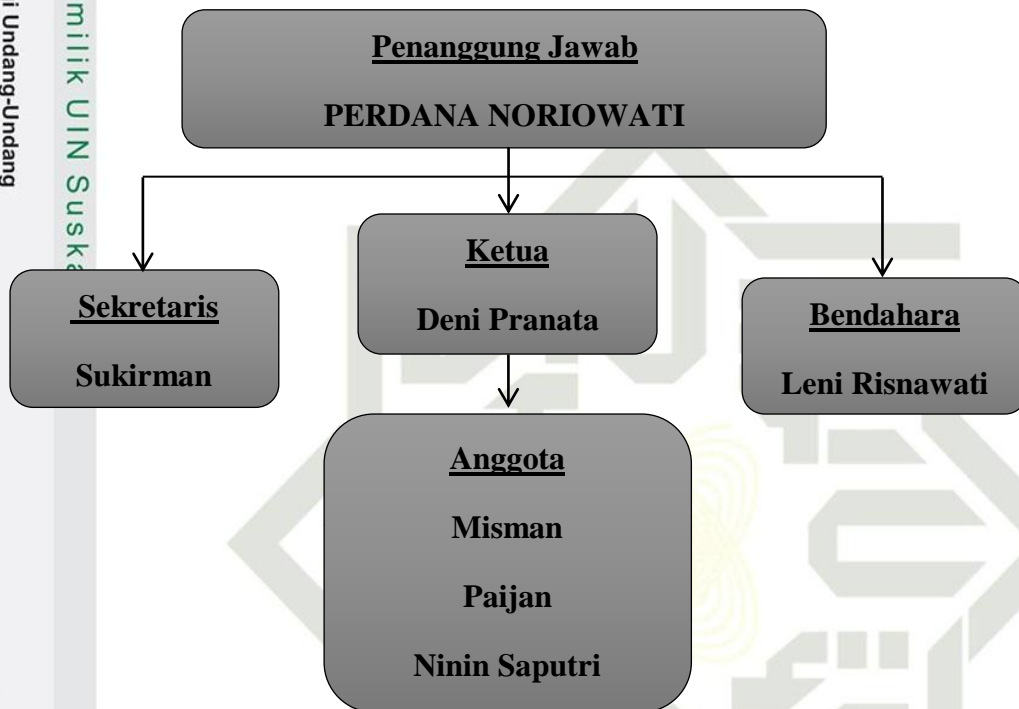 i Undang-Undang
milik UIN Suska
Penanggung Jawab
PERDANA NORIOWATI
Ketua
Deni Pranata
Sekretaris
Sukirman
Bendahara
Leni Risnawati
Anggota
Misman
Paijan
Ninin Saputri